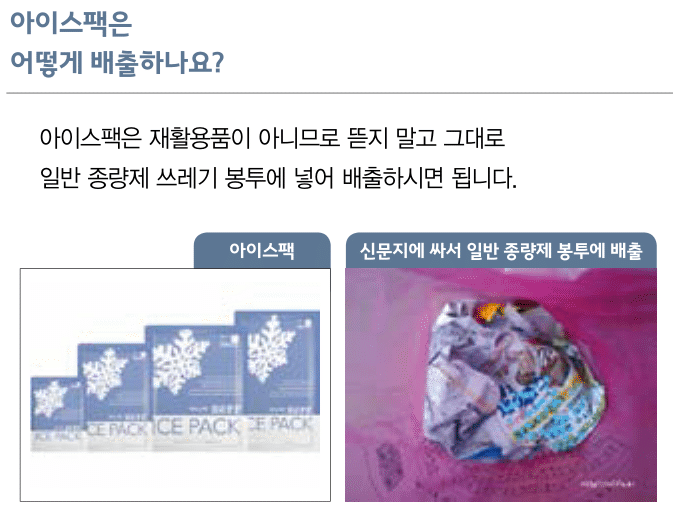 아이스팩은
어떻게 배출하나요?
아이스팩은 재활용품이 아니므로 뜯지 말고 그대로
일반 종량제 쓰레기 봉투에 넣어 배출하시면 됩니다.
아이스팩
신문지에 싸서 일반 종량제 봉투에 배출
ICE PACK
ICE PACK
ICE PACK
ICE PACK